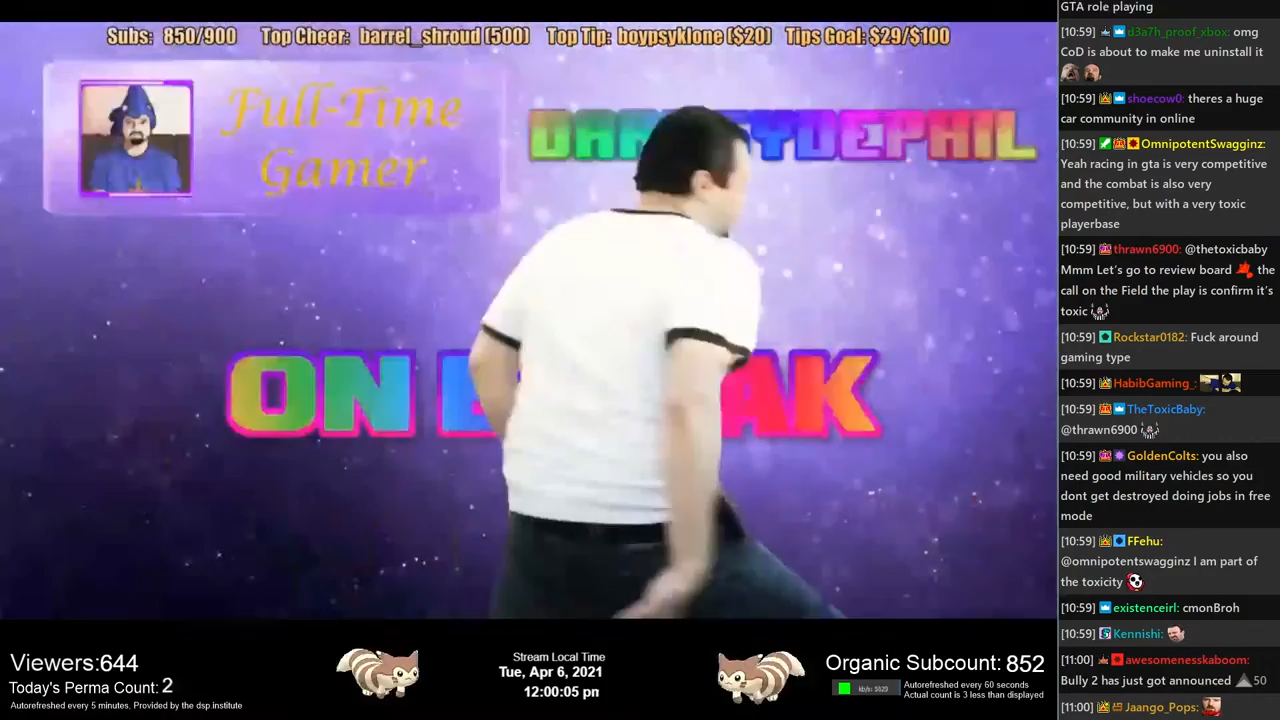 Subs: 850/900 Top Cheer: barrel_shroud (500) Top Tip: boypsyklone ($20) Tips Goal: $29/$100
Full-Time
Gamer
DAR YDEPHIL
ON B AK
Viewers:644
Today's Perma Count: 2
Autorefreshed every 5 minutes. Provided by the dsp institute
Stream Local Time
Tue, Apr 6, 2021
12:00:05 pm
Organic Subcount: 852
Autorefreshed every 60 seconds
Actual count is 3 less than displayed
GTA role playing
[10:59] d3a7h_proof_xbox: omg
CoD is about to make me uninstall it
[10:59] shoecow0: theres a huge
car community in online
[10:59] OmnipotentSwagginz:
Yeah racing in gta is very competitive
and the combat is also very
competitive, but with a very toxic
playerbase
[10:59] thrawn6900: @thetoxicbaby
Mmm Let's go to review board the
call on the Field the play is confirm it's
toxic
[10:59] Rockstar0182: Fuck around
gaming type
[10:59] HabibGaming_:
[10:59] TheToxicBaby:
@thrawn6900
[10:59] GoldenColts: you also
need good military vehicles so you
dont get destroyed doing jobs in free
mode
[10:59] FFehu:
@omnipotentswagginz I am part of
the toxicity
[10:59] existenceirl: cmonBroh
[10:59] Kennishi:
[11:00] awesomenesskaboom:
Bully 2 has just got announced 50
[11:00] Jaango_Pops: